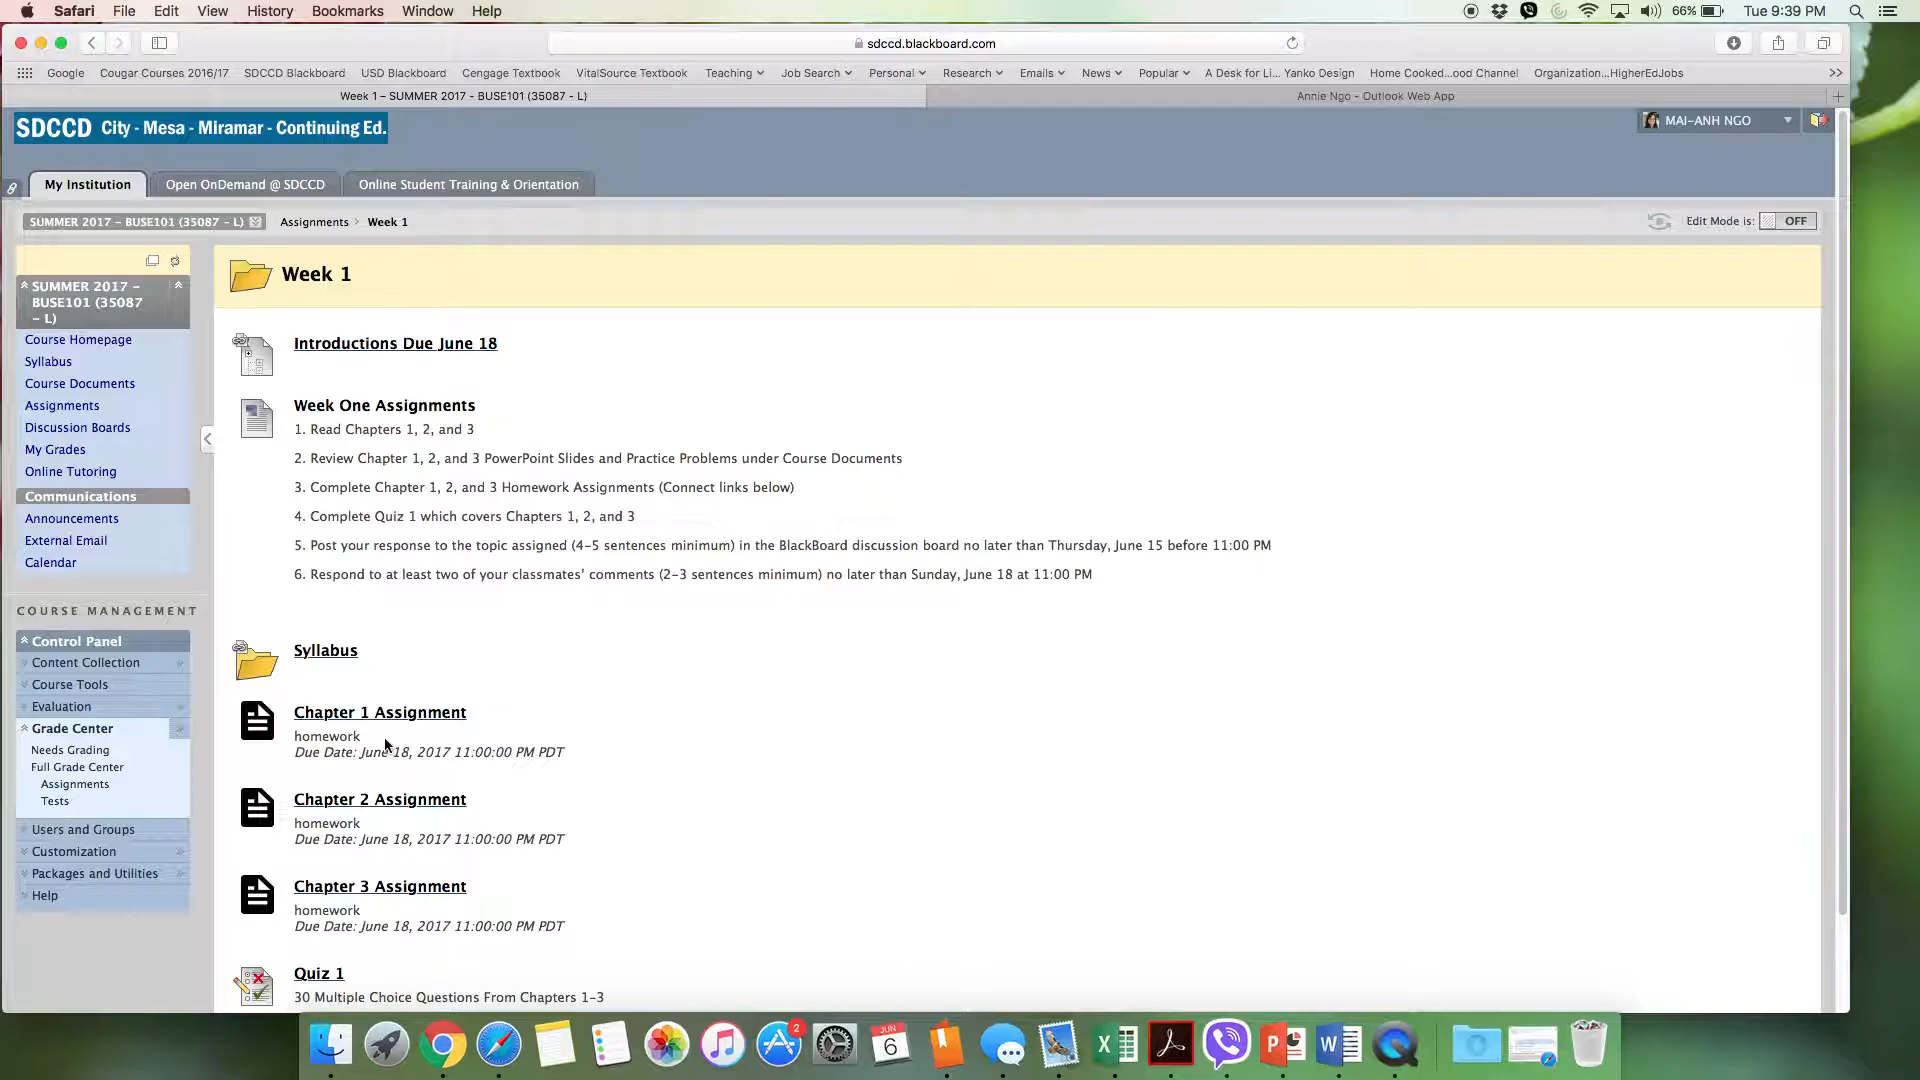 Safari File Edit View History Bookmarks Window Help 66% Tue 9:39 PM
sdccd.blackboard.com
Google Cougar Courses 2016/17 SDCCD Blackboard USD Blackboard Cengage Textbook VitalSource Textbook Teaching Job Search Personal Research Emails News Popular A Desk for Li... Yanko Design Home Cooked...ood Channel Organization...HigherEdJobs
Week 1 – SUMMER 2017 - BUSE101 (35087 - L) Annie Ngo - Outlook Web App
SDCCD City - Mesa - Miramar - Continuing Ed.
MAI-ANH NGO
My Institution Open OnDemand @ SDCCD Online Student Training & Orientation
SUMMER 2017 – BUSE101 (35087 – L) Assignments Week 1 Edit Mode is: OFF
SUMMER 2017 –
BUSE101 (35087
– L)
Course Homepage
Syllabus
Course Documents
Assignments
Discussion Boards
My Grades
Online Tutoring
Communications
Announcements
External Email
Calendar
COURSE MANAGEMENT
Control Panel
Content Collection
Course Tools
Evaluation
Grade Center
Needs Grading
Full Grade Center
Assignments
Tests
Users and Groups
Customization
Packages and Utilities
Help
Week 1
Introductions Due June 18
Week One Assignments
1. Read Chapters 1, 2, and 3
2. Review Chapter 1, 2, and 3 PowerPoint Slides and Practice Problems under Course Documents
3. Complete Chapter 1, 2, and 3 Homework Assignments (Connect links below)
4. Complete Quiz 1 which covers Chapters 1, 2, and 3
5. Post your response to the topic assigned (4–5 sentences minimum) in the BlackBoard discussion board no later than Thursday, June 15 before 11:00 PM
6. Respond to at least two of your classmates’ comments (2–3 sentences minimum) no later than Sunday, June 18 at 11:00 PM
Syllabus
Chapter 1 Assignment
homework
Due Date: June 18, 2017 11:00:00 PM PDT
Chapter 2 Assignment
homework
Due Date: June 18, 2017 11:00:00 PM PDT
Chapter 3 Assignment
homework
Due Date: June 18, 2017 11:00:00 PM PDT
Quiz 1
30 Multiple Choice Questions From Chapters 1–3
2
JUN
6
X
P
W